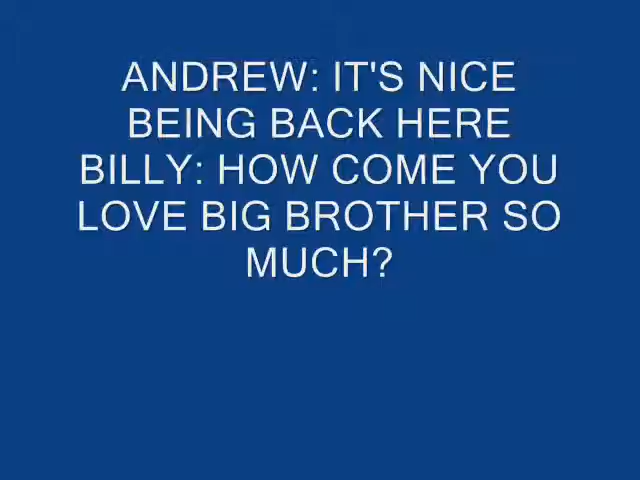 ANDREW: IT'S NICE
BEING BACK HERE
BILLY: HOW COME YOU
LOVE BIG BROTHER SO
MUCH?